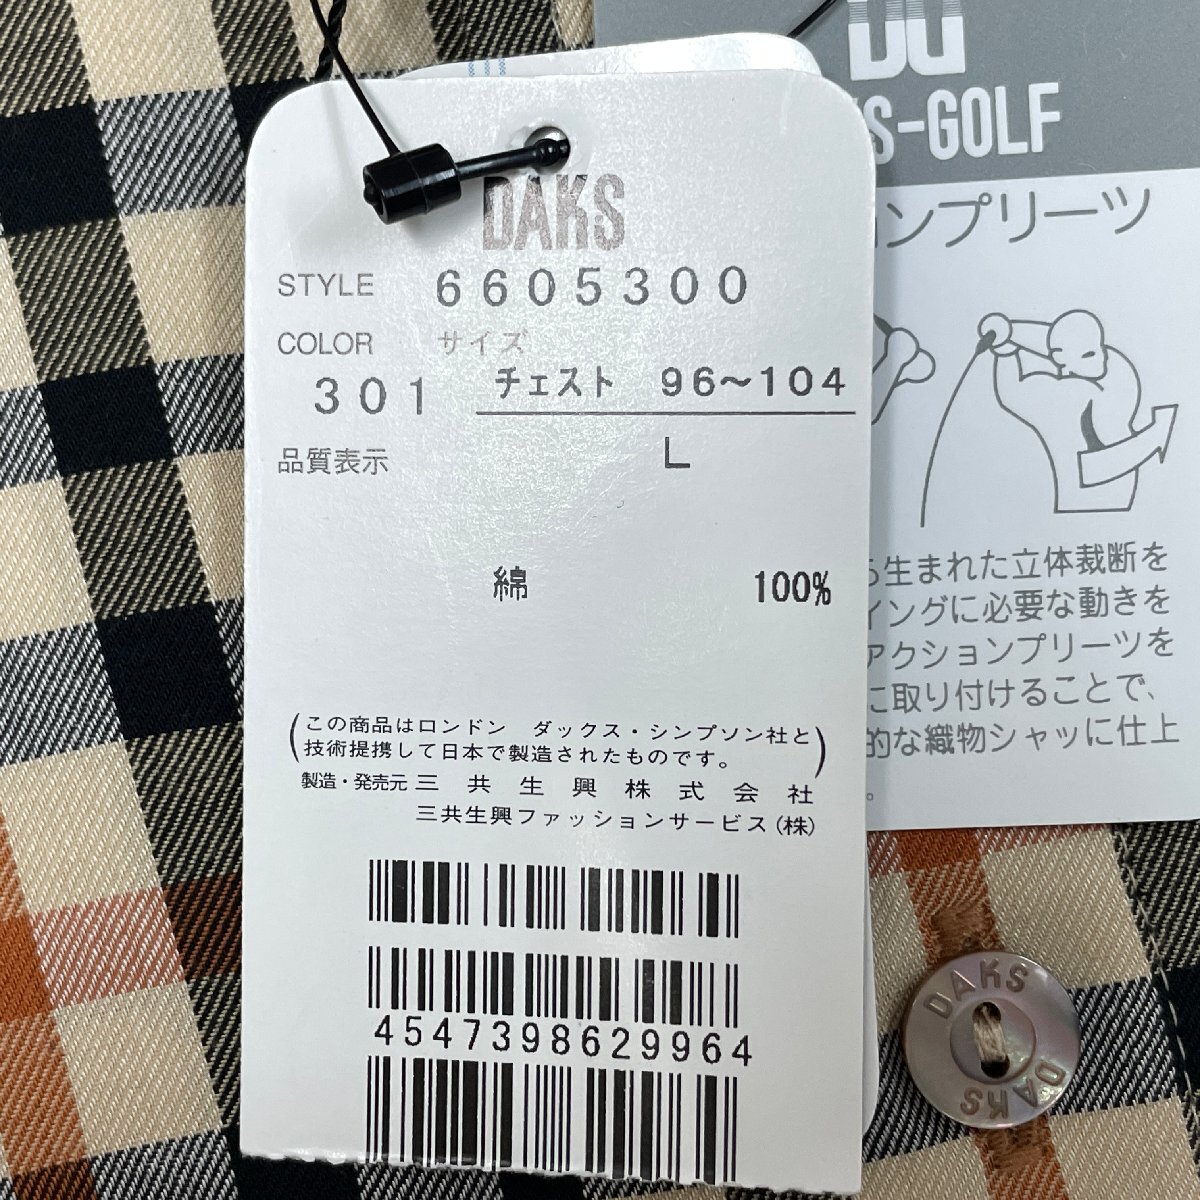 DAKS
STYLE 6605300
COLOR サイズ
301 チェスト 96〜104
品質表示 L
綿 100%
(この商品はロンドン ダックス・シンプソン社と
技術提携して日本で製造されたものです。)
製造・発売元 三共生興株式会社
三共生興ファッションサービス(株)
4547398629964
S-GOLF
ンプリーツ
生まれた立体裁断を
イングに必要な動きを
アクションプリーツを
に取り付けることで、
的な織物シャツに仕上
。
DAKS
DAKS